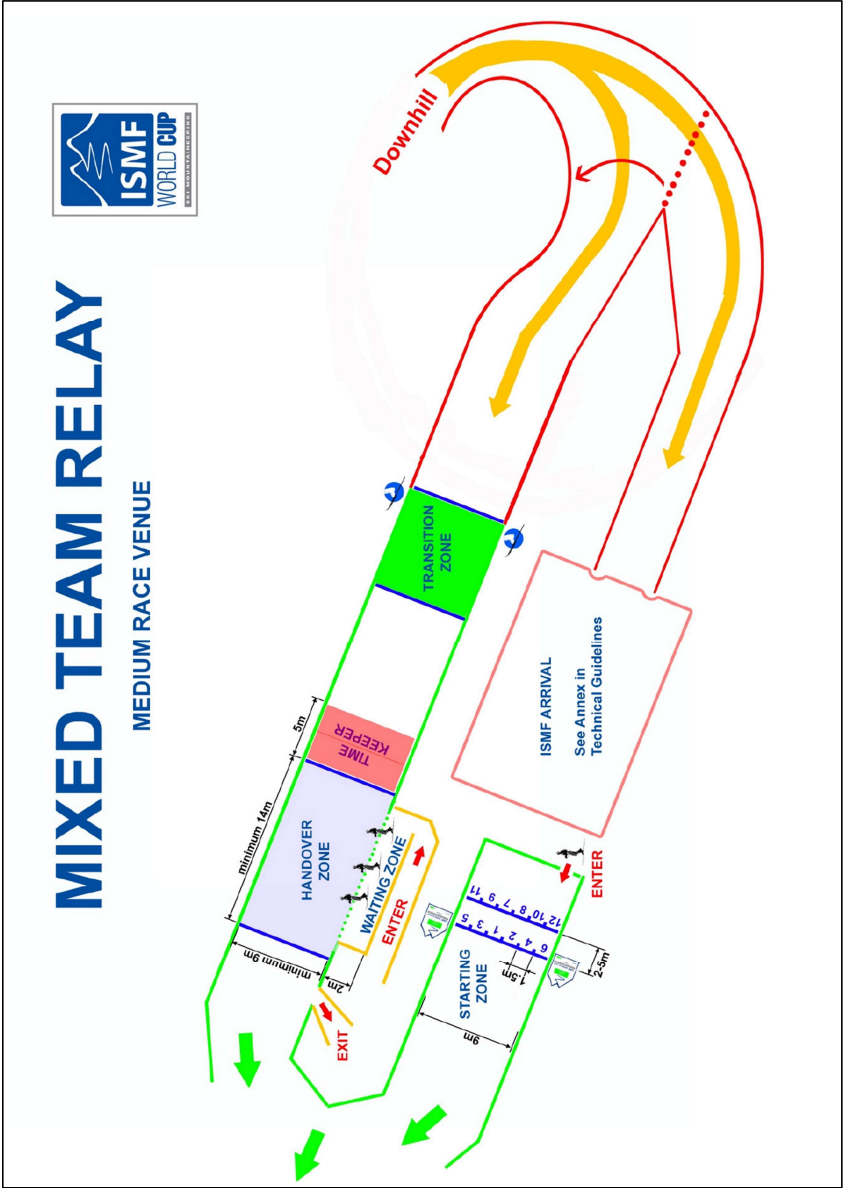 MIXED TEAM RELAY
MEDIUM RACE VENUE
ISMF
WORLD CUP
SKI MOUNTAINEERING
Downhill
TRANSITION
ZONE
5m
TIME
KEEPER
minimum 14m
HANDOVER
ZONE
minimum 9m
WAITING ZONE
ENTER
2m
EXIT
ISMF ARRIVAL
See Annex in
Technical Guidelines
ENTER
STARTING
ZONE
12 10 8 7 9 11
6 4 2 1 3 5
1.5m
2-5m
9m